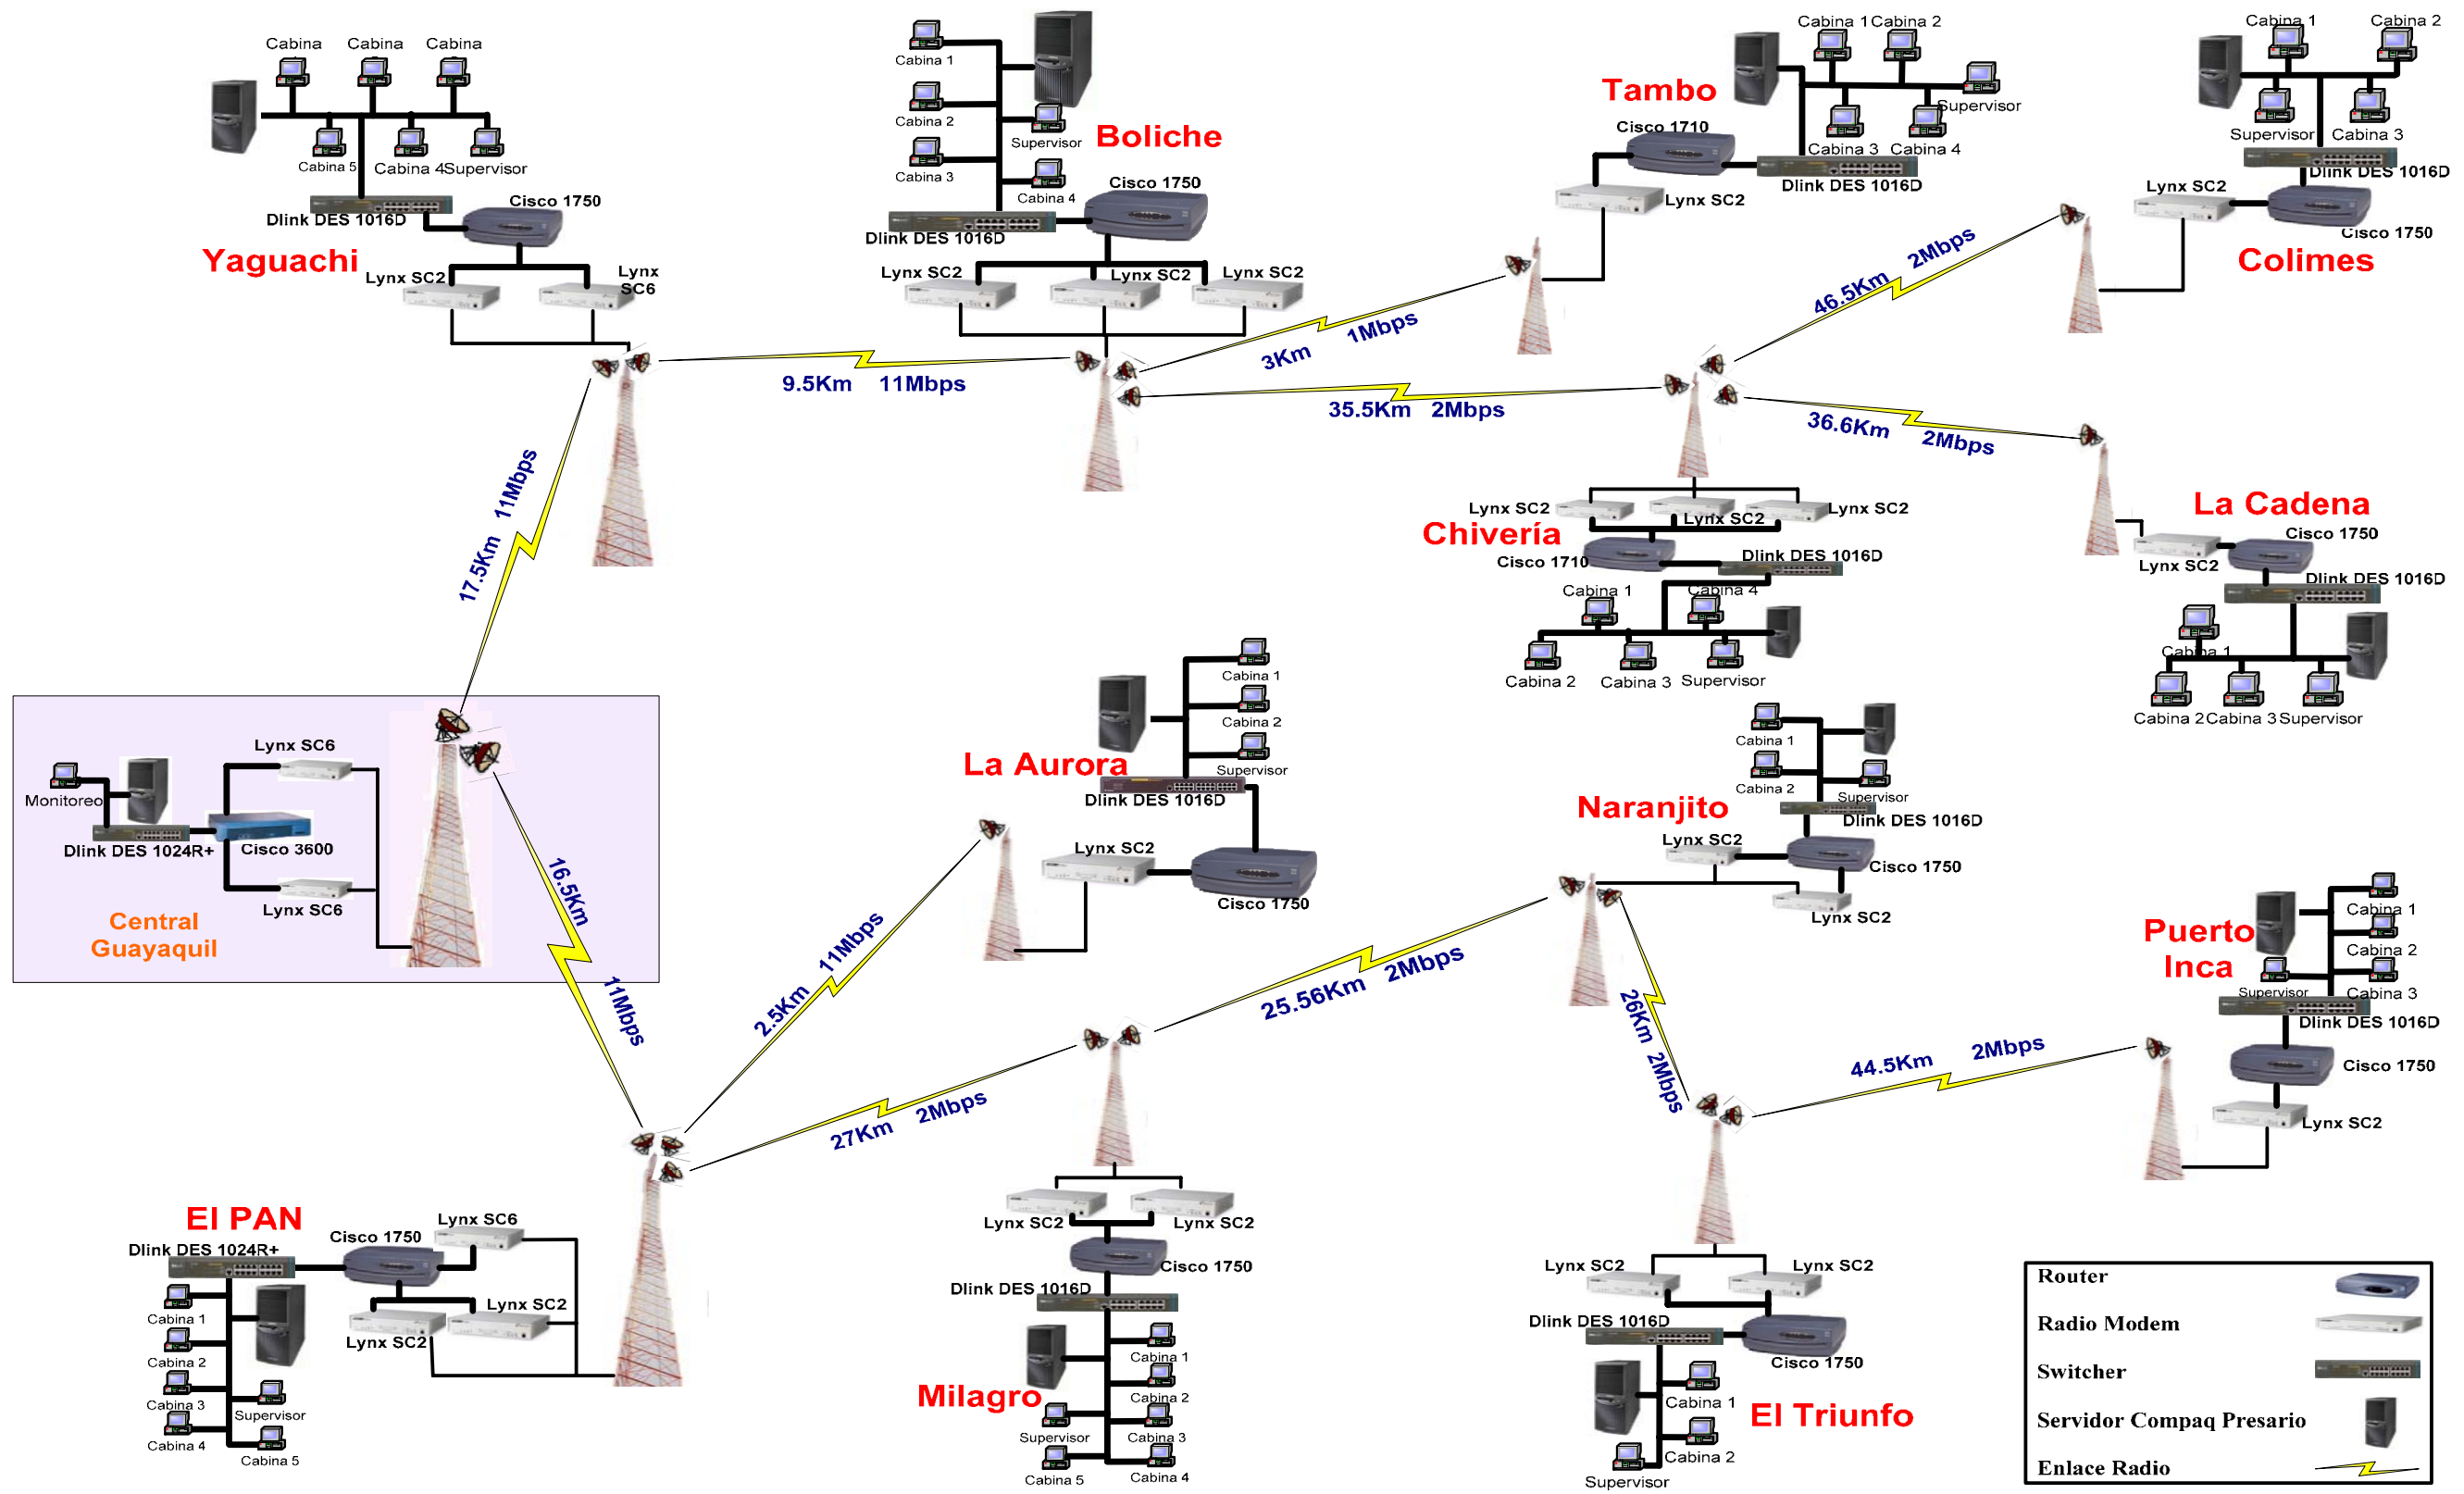 Cabina
Cabina
Cabina
Cabina 5
Cabina 4
Supervisor
Dlink DES 1016D
Cisco 1750
Yaguachi
Lynx SC2
Lynx
SC6
Cabina 1
Cabina 2
Supervisor
Cabina 3
Cabina 4
Boliche
Cisco 1750
Dlink DES 1016D
Lynx SC2
Lynx SC2
Lynx SC2
Cabina 1
Cabina 2
Tambo
Supervisor
Cisco 1710
Cabina 3
Cabina 4
Dlink DES 1016D
Lynx SC2
Cabina 1
Cabina 2
Supervisor
Cabina 3
Dlink DES 1016D
Lynx SC2
Cisco 1750
Colimes
9.5Km 11Mbps
3Km 1Mbps
46.5Km 2Mbps
35.5Km 2Mbps
36.6Km 2Mbps
17.5Km 11Mbps
Lynx SC2
Lynx SC2
Lynx SC2
Chivería
Cisco 1710
Dlink DES 1016D
Cabina 1
Cabina 4
Cabina 2
Cabina 3
Supervisor
La Cadena
Cisco 1750
Lynx SC2
Dlink DES 1016D
Cabina 1
Cabina 2
Cabina 3
Supervisor
Lynx SC6
Monitoreo
Dlink DES 1024R+
Cisco 3600
Lynx SC6
Central
Guayaquil
16.5Km 11Mbps
Cabina 1
Cabina 2
Supervisor
La Aurora
Dlink DES 1016D
Lynx SC2
Cisco 1750
2.5Km 11Mbps
Cabina 1
Cabina 2
Supervisor
Naranjito
Dlink DES 1016D
Lynx SC2
Cisco 1750
Lynx SC2
25.56Km 2Mbps
26Km 2Mbps
Puerto
Inca
Cabina 1
Cabina 2
Supervisor
Cabina 3
Dlink DES 1016D
Cisco 1750
Lynx SC2
44.5Km 2Mbps
27Km 2Mbps
El PAN
Lynx SC6
Cisco 1750
Dlink DES 1024R+
Lynx SC2
Lynx SC2
Cabina 1
Cabina 2
Cabina 3
Supervisor
Cabina 4
Cabina 5
Lynx SC2
Lynx SC2
Cisco 1750
Dlink DES 1016D
Cabina 1
Milagro
Cabina 2
Supervisor
Cabina 3
Cabina 5
Cabina 4
Lynx SC2
Lynx SC2
Dlink DES 1016D
Cisco 1750
Cabina 1
El Triunfo
Cabina 2
Supervisor
Router
Radio Modem
Switcher
Servidor Compaq Presario
Enlace Radio